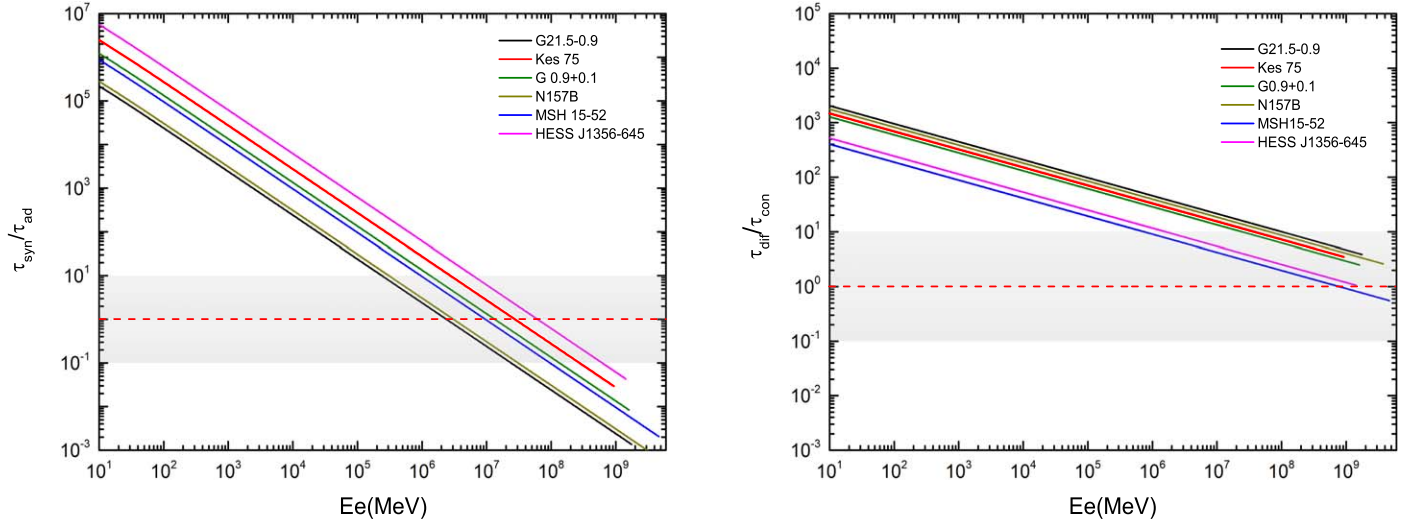 10^7
10^5
10^3
10^1
10^-1
10^-3
τ_syn/τ_ad
G21.5-0.9
Kes 75
G 0.9+0.1
N157B
MSH 15-52
HESS J1356-645
10^1 10^2 10^3 10^4 10^5 10^6 10^7 10^8 10^9
Ee(MeV)
10^5
10^4
10^3
10^2
10^1
10^0
10^-1
10^-2
10^-3
τ_dif/τ_con
G21.5-0.9
Kes 75
G0.9+0.1
N157B
MSH15-52
HESS J1356-645
10^1 10^2 10^3 10^4 10^5 10^6 10^7 10^8 10^9
Ee(MeV)